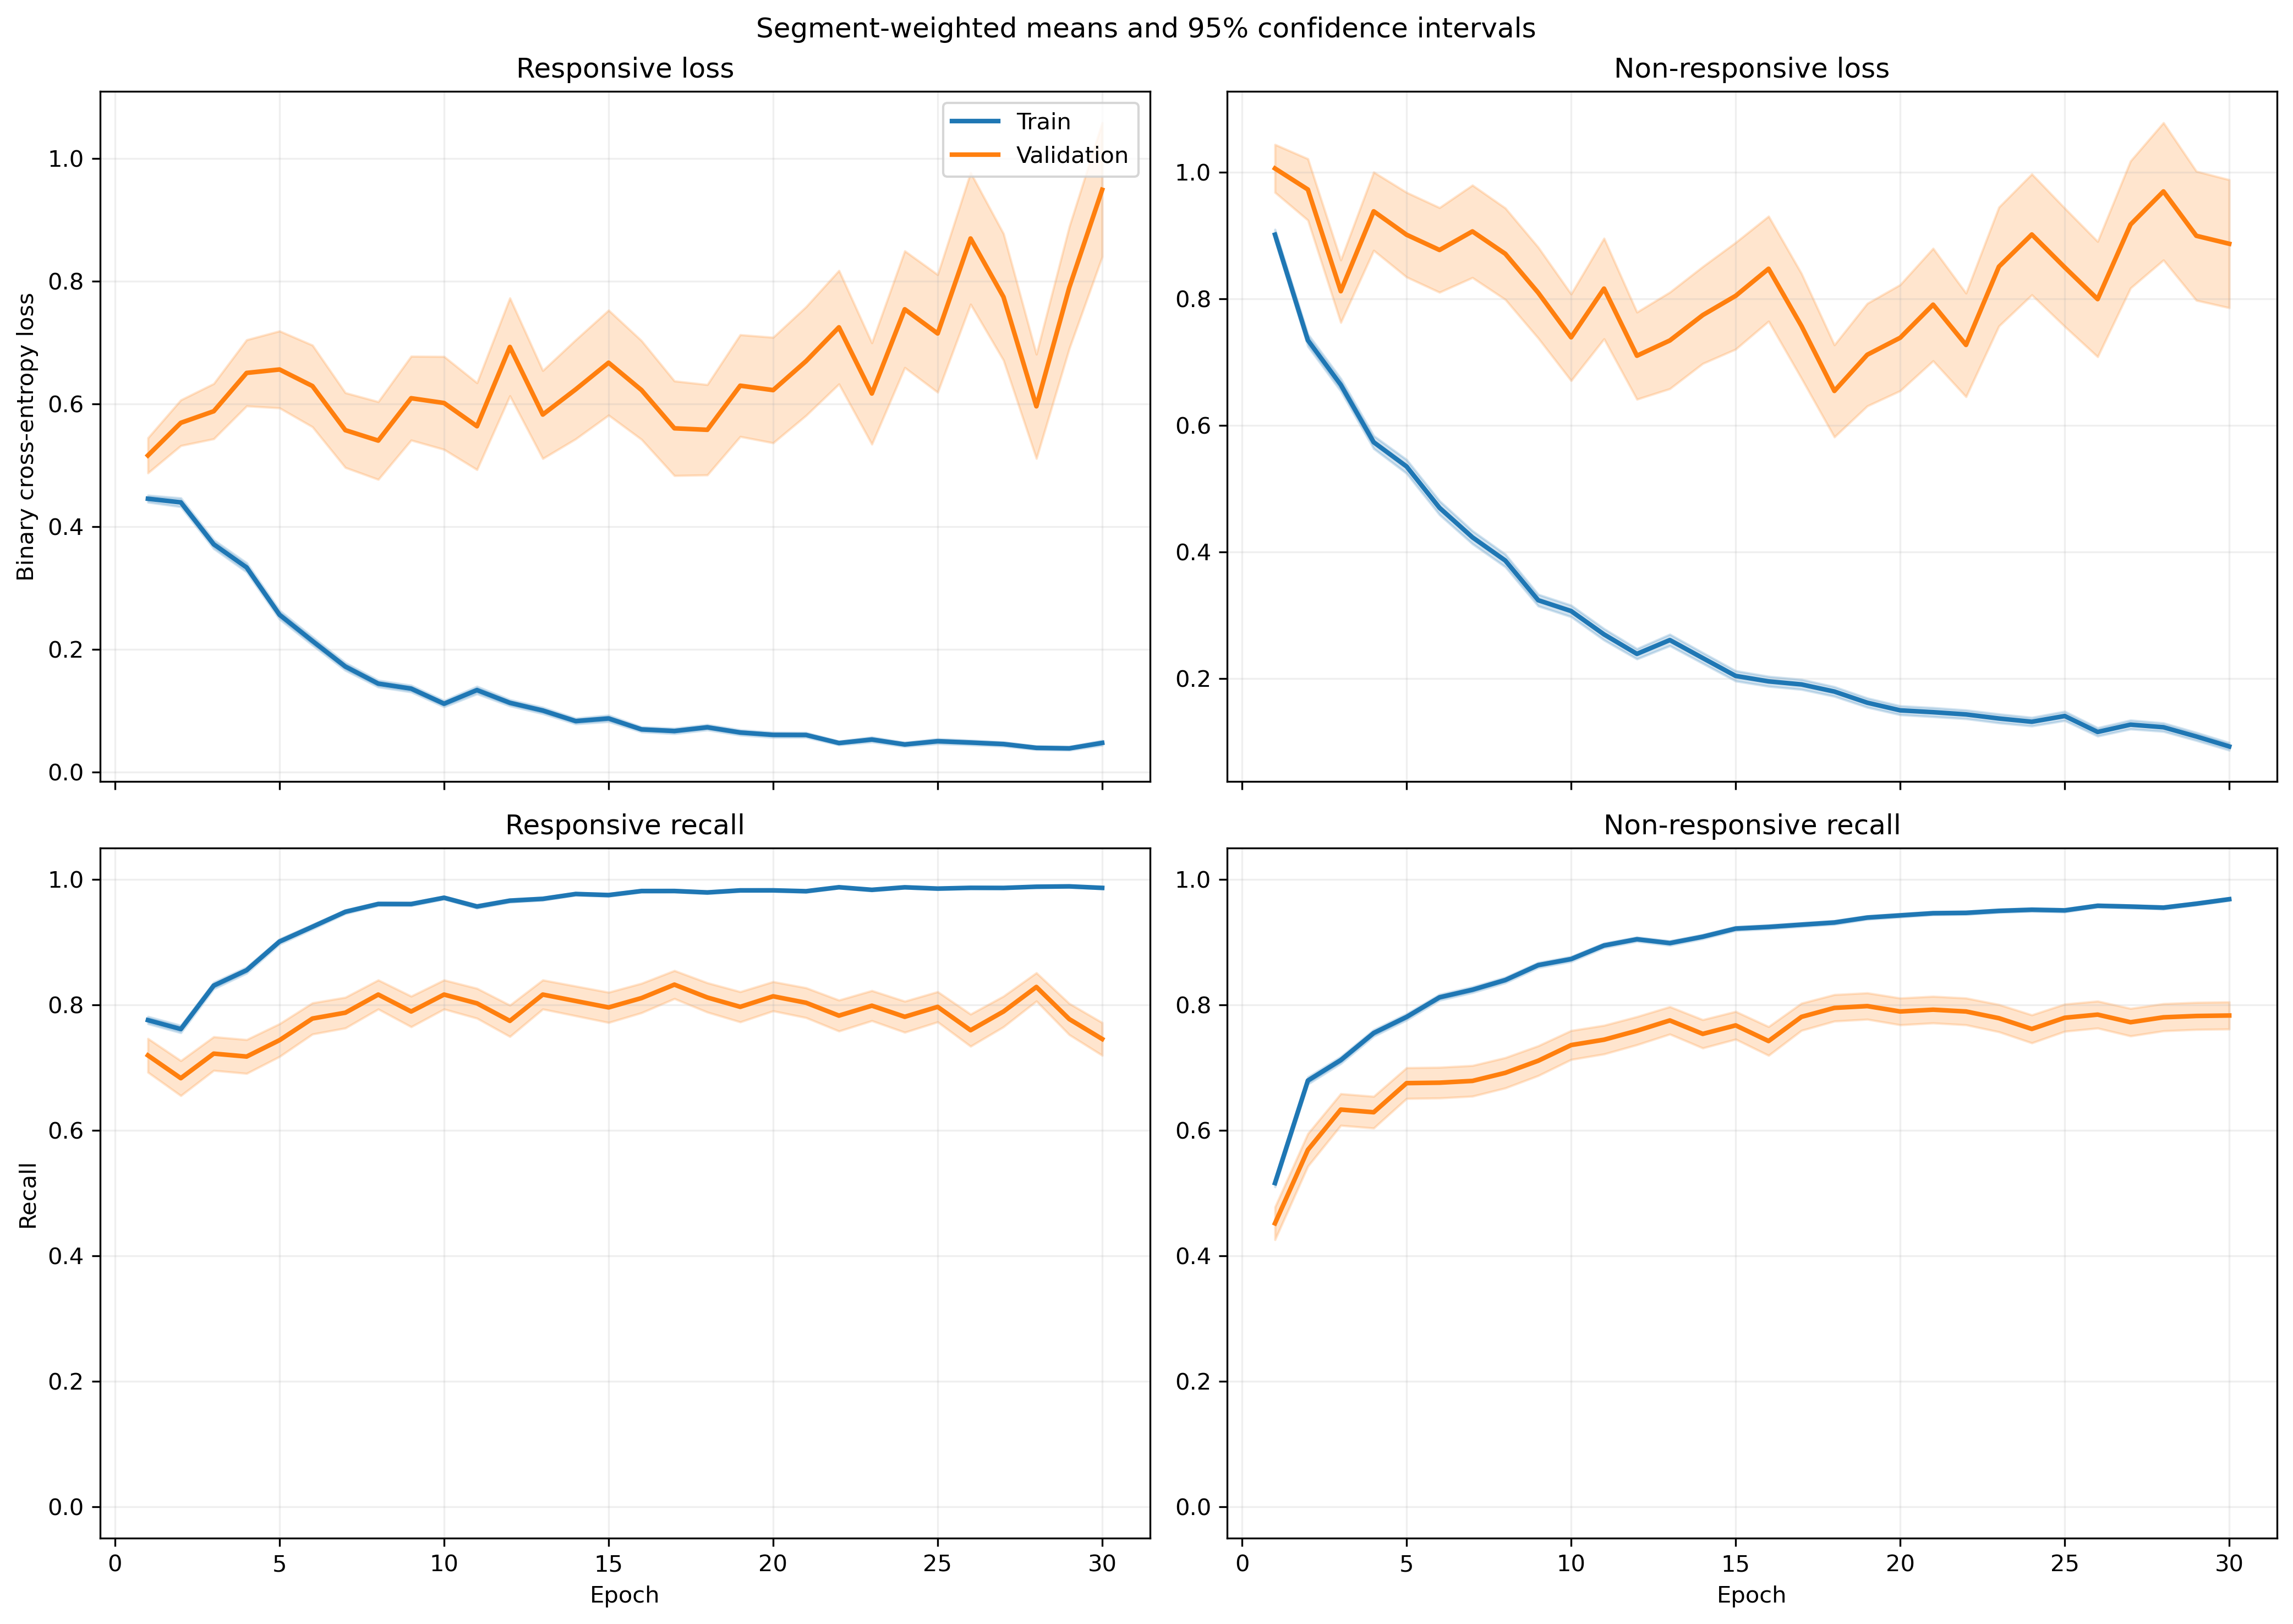 Segment-weighted means and 95% confidence intervals
Responsive loss
Non-responsive loss
Train
Validation
Binary cross-entropy loss
1.0
0.8
0.6
0.4
0.2
0.0
1.0
0.8
0.6
0.4
0.2
Responsive recall
Non-responsive recall
Recall
1.0
0.8
0.6
0.4
0.2
0.0
0 5 10 15 20 25 30
Epoch
1.0
0.8
0.6
0.4
0.2
0.0
0 5 10 15 20 25 30
Epoch